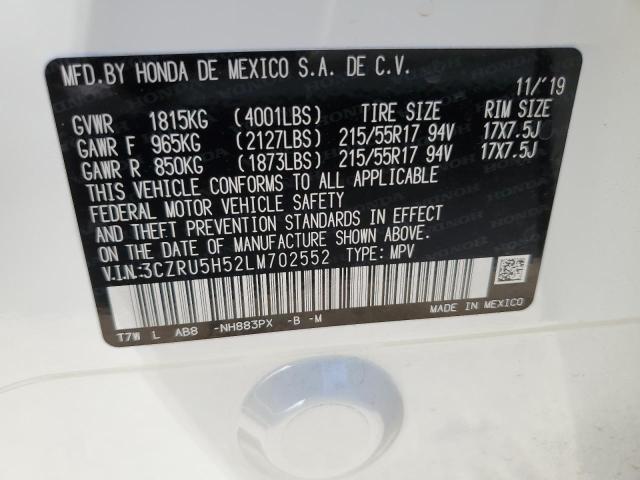 MFD.BY HONDA DE MEXICO S.A. DE C.V.
11/'19
GVWR 1815KG (4001LBS) TIRE SIZE RIM SIZE
GAWR F 965KG (2127LBS) 215/55R17 94V 17X7.5J
GAWR R 850KG (1873LBS) 215/55R17 94V 17X7.5J
THIS VEHICLE CONFORMS TO ALL APPLICABLE
FEDERAL MOTOR VEHICLE SAFETY
AND THEFT PREVENTION STANDARDS IN EFFECT
ON THE DATE OF MANUFACTURE SHOWN ABOVE.
V.I.N:3CZRU5H52LM702552 TYPE: MPV
T7W L AB8 -NH883PX -B -M
MADE IN MEXICO